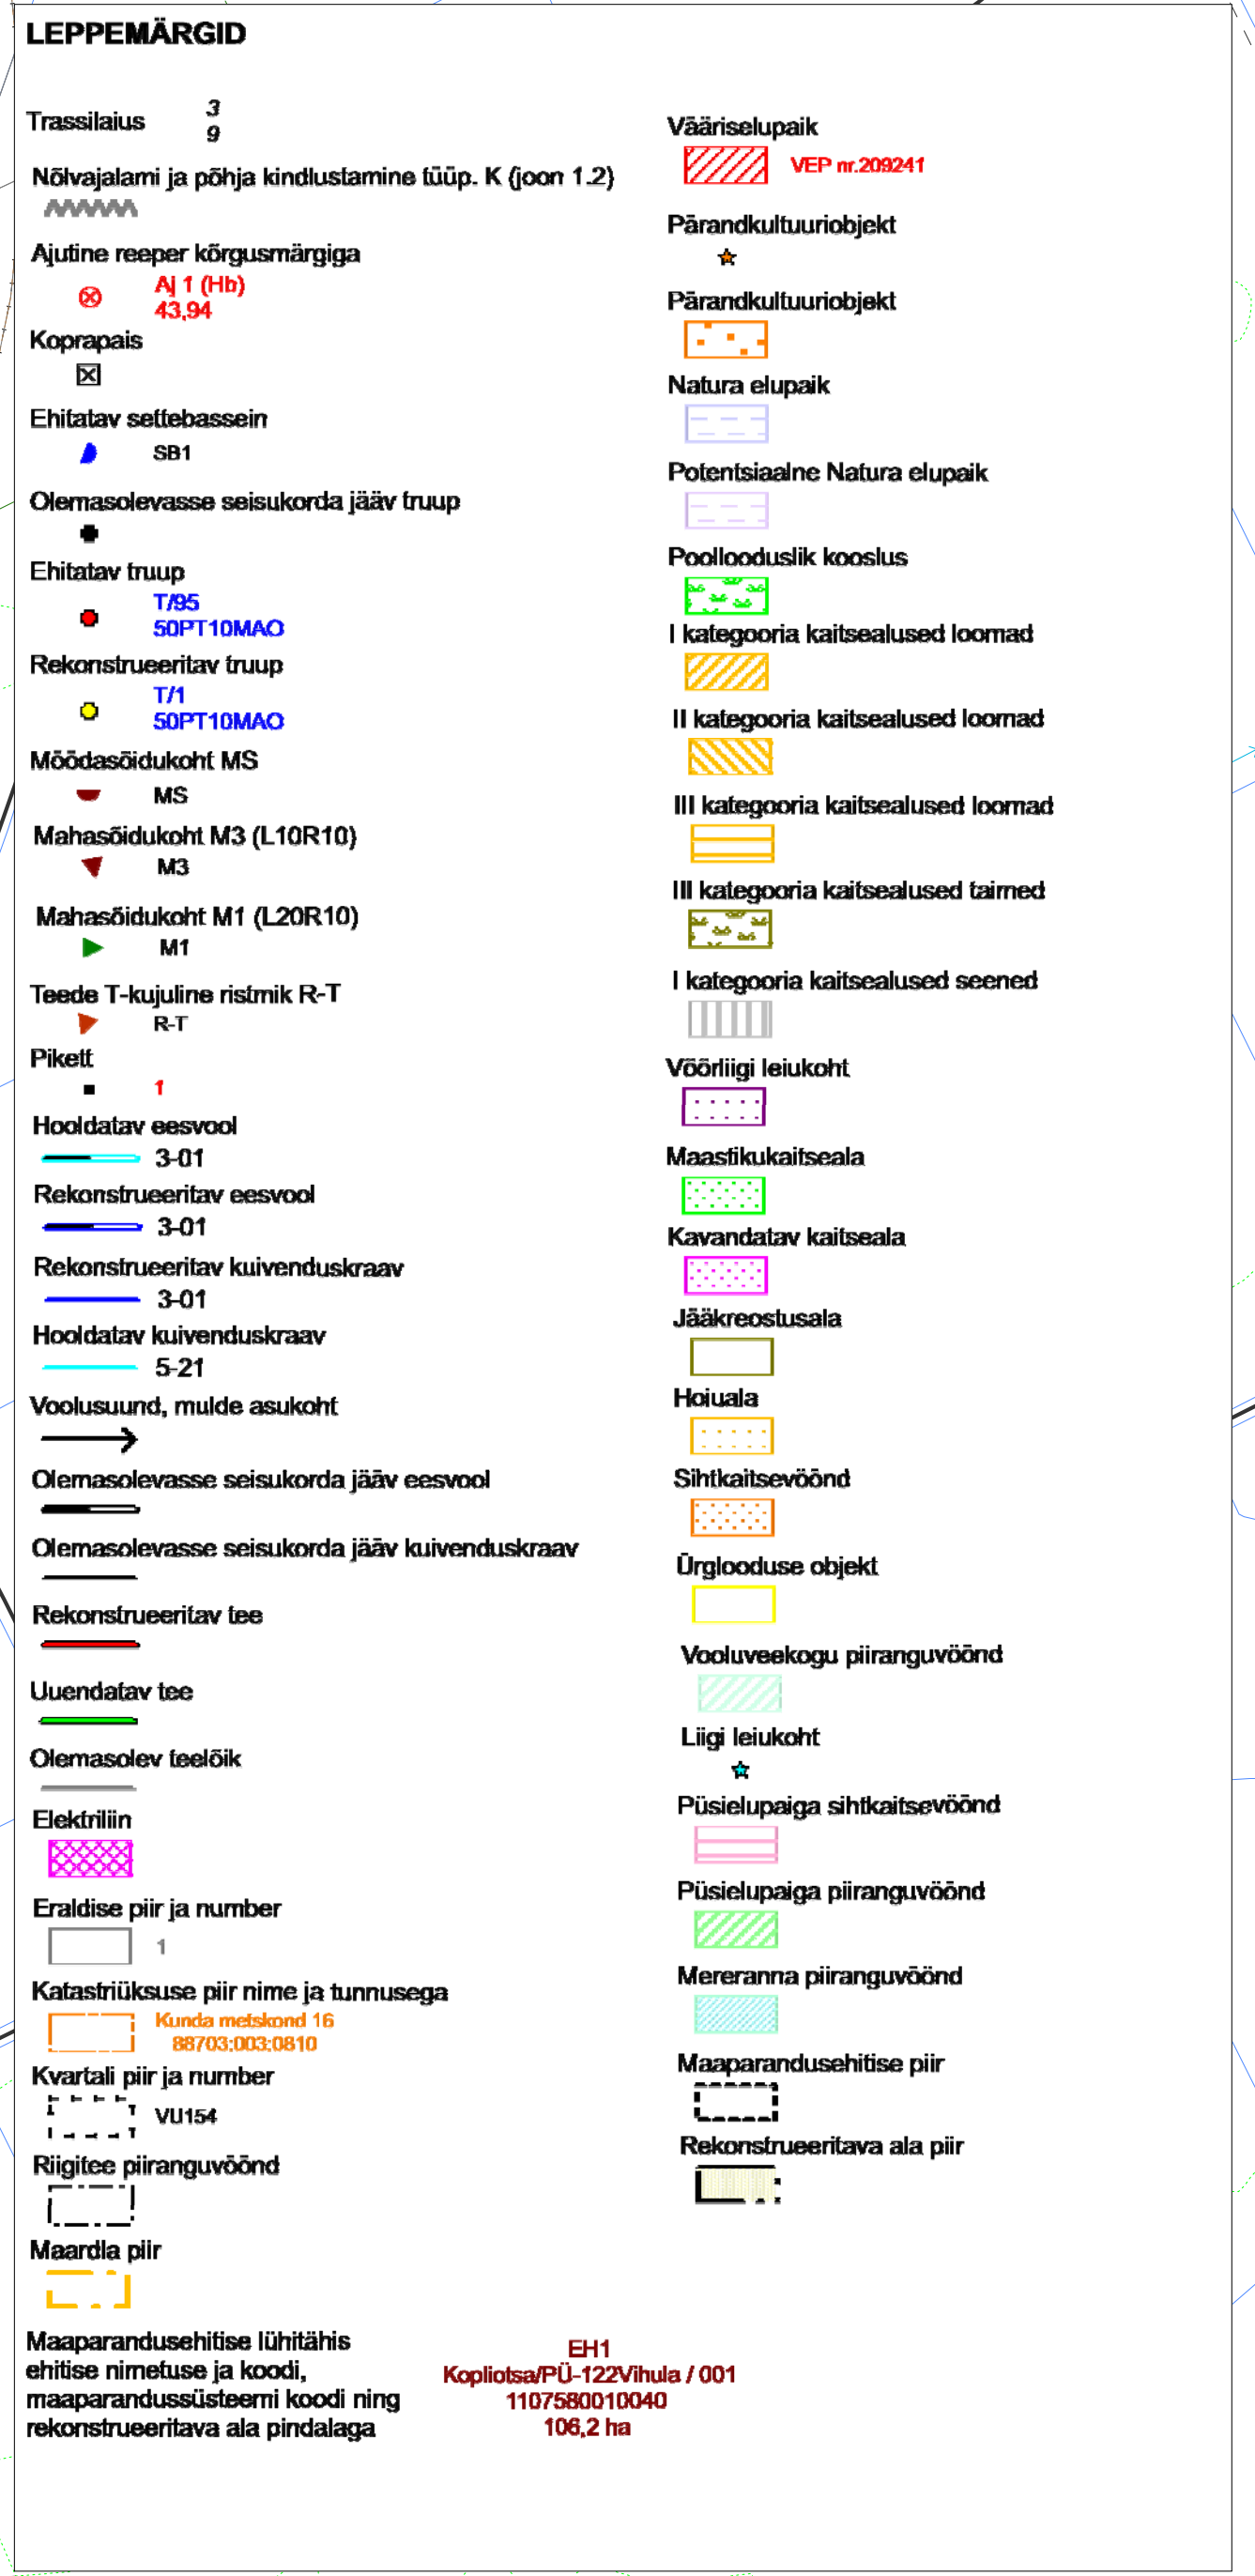 LEPPEMÄRGID
Trassilaius
3
9
Nõlvajalami ja põhja kindlustamine tüüp. K (joon 1.2)
Ajutine reeper kõrgusmärgiga
Aj 1 (Hb)
43,94
Koprapais
Ehitatav settebassein
SB1
Olemasolevasse seisukorda jääv truup
Ehitatav truup
T/95
50PT10MAO
Rekonstrueeritav truup
T/1
50PT10MAO
Möödasõidukoht MS
MS
Mahasõidukoht M3 (L10R10)
M3
Mahasõidukoht M1 (L20R10)
M1
Teede T-kujuline ristmik R-T
R-T
Pikett
1
Hooldatav eesvool
3-01
Rekonstrueeritav eesvool
3-01
Rekonstrueeritav kuivenduskraav
3-01
Hooldatav kuivenduskraav
5-21
Voolusuund, mulde asukoht
Olemasolevasse seisukorda jääv eesvool
Olemasolevasse seisukorda jääv kuivenduskraav
Rekonstrueeritav tee
Uuendatav tee
Olemasolev teelõik
Elektriliin
Eraldise piir ja number
1
Katastriüksuse piir nime ja tunnusega
Kunda metskond 16
88703:003:0810
Kvartali piir ja number
VU154
Riigitee piiranguvöönd
Maardla piir
Maaparandusehitise lühitähis
ehitise nimetuse ja koodi,
maaparandussüsteemi koodi ning
rekonstrueeritava ala pindalaga
EH1
Kopliotsa/PÜ-122Vihula / 001
1107580010040
106,2 ha
Vääriselupaik
VEP nr.209241
Pärandkultuuriobjekt
Pärandkultuuriobjekt
Natura elupaik
Potentsiaalne Natura elupaik
Poollooduslik kooslus
I kategooria kaitsealused loomad
II kategooria kaitsealused loomad
III kategooria kaitsealused loomad
III kategooria kaitsealused taimed
I kategooria kaitsealused seened
Võõrliigi leiukoht
Maastikukaitseala
Kavandatav kaitseala
Jääkreostusala
Hoiuala
Sihtkaitsevöönd
Ürglooduse objekt
Vooluveekogu piiranguvöönd
Liigi leiukoht
Püsielupaiga sihtkaitsevöönd
Püsielupaiga piiranguvöönd
Mereranna piiranguvöönd
Maaparandusehitise piir
Rekonstrueeritava ala piir